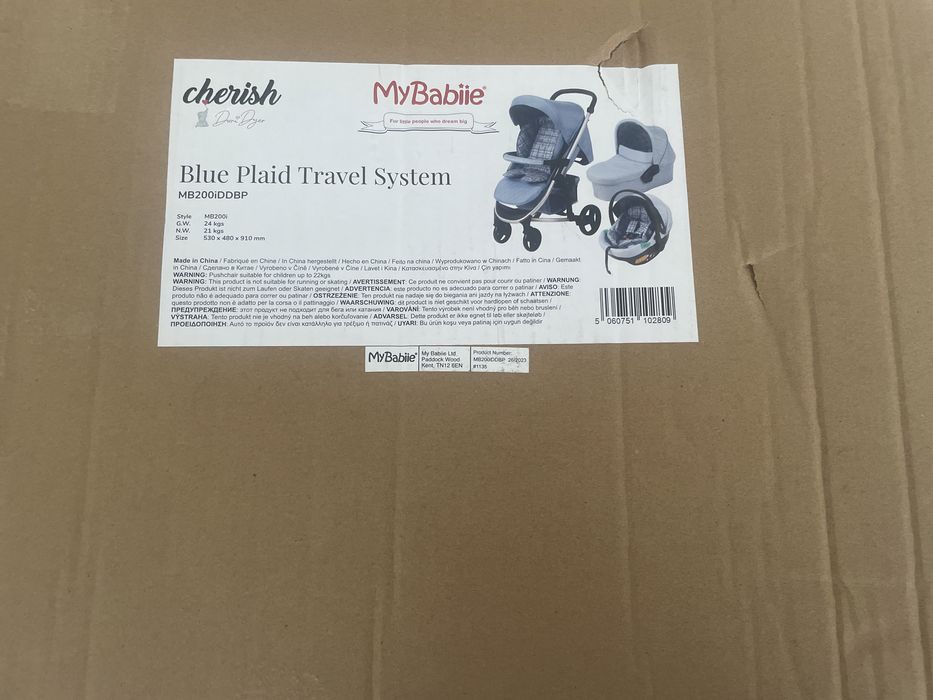 cherish
Dani Dyer
MyBabiie®
For little people who dream big
Blue Plaid Travel System
MB200iDDBP
Style MB200i
G.W. 24 kgs
N.W. 21 kgs
Size 530 x 480 x 910 mm
Made in China / Fabriqué en Chine / In China hergestellt / Hecho en China / Feito na china / Wyprodukowano w Chinach / Fatto in Cina / Gemaakt
in China / Сделано в Китае / Vyrobeno v Číně / Vyrobené v Číne / Lavet i Kina / Κατασκευασμένο στην Κίνα / Çin yapımı
WARNING: Pushchair suitable for children up to 22kgs
WARNING: This product is not suitable for running or skating / AVERTISSEMENT: Ce produit ne convient pas pour courir ou patiner / WARNUNG:
Dieses Produkt ist nicht zum Laufen oder Skaten geeignet / ADVERTENCIA: este producto no es adecuado para correr o patinar / AVISO: Este
produto não é adequado para correr ou patinar / OSTRZEŻENIE: Ten produkt nie nadaje się do biegania ani jazdy na łyżwach / ATTENZIONE:
questo prodotto non è adatto per la corsa o il pattinaggio / WAARSCHUWING: dit product is niet geschikt voor hardlopen of schaatsen /
ПРЕДУПРЕЖДЕНИЕ: этот продукт не подходит для бега или катания / VAROVÁNÍ: Tento výrobek není vhodný pro běh nebo bruslení /
VÝSTRAHA: Tento produkt nie je vhodný na beh alebo korčuľovanie / ADVARSEL: Dette produkt er ikke egnet til løb eller skøjteløb /
ΠΡΟΕΙΔΟΠΟΙΗΣΗ: Αυτό το προϊόν δεν είναι κατάλληλο για τρέξιμο ή πατινάζ / UYARI: Bu ürün koşu veya patinaj için uygun değildir
5 060751 102809
MyBabiie®
My Babiie Ltd.
Paddock Wood
Kent, TN12 6EN
Product Number:
MB200iDDBP 26/2023
#1135